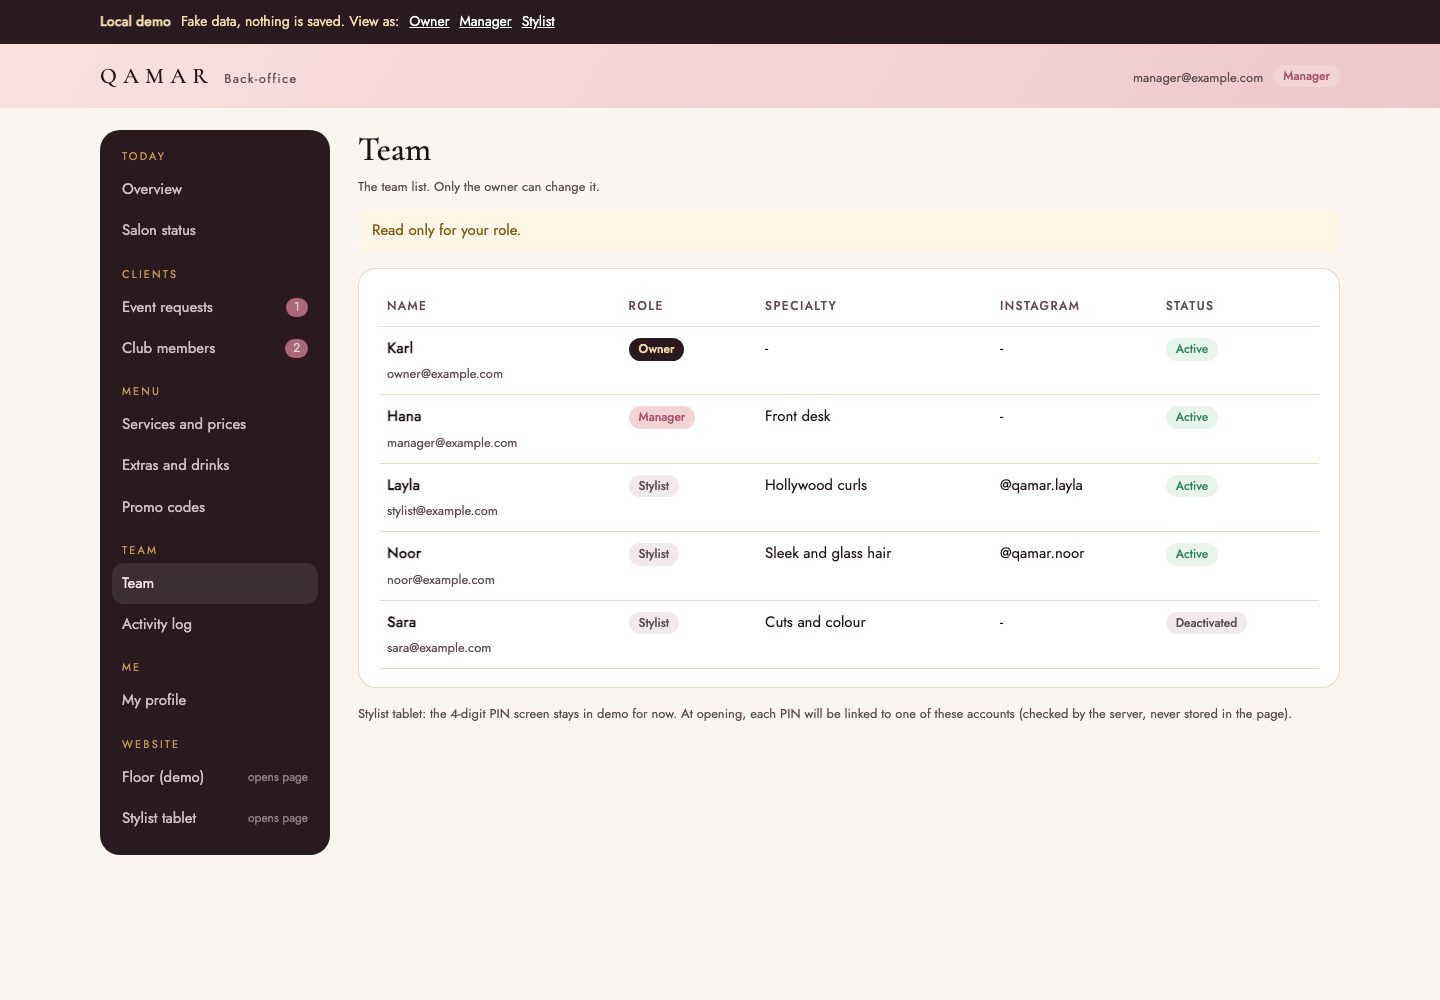 Local demo Fake data, nothing is saved. View as: Owner Manager Stylist
QAMAR Back-office
manager@example.com Manager
TODAY
Overview
Salon status
CLIENTS
Event requests 1
Club members 2
MENU
Services and prices
Extras and drinks
Promo codes
TEAM
Team
Activity log
ME
My profile
WEBSITE
Floor (demo) opens page
Stylist tablet opens page
Team
The team list. Only the owner can change it.
Read only for your role.
NAME ROLE SPECIALTY INSTAGRAM STATUS
Karl Owner - - Active
owner@example.com
Hana Manager Front desk - Active
manager@example.com
Layla Stylist Hollywood curls @qamar.layla Active
stylist@example.com
Noor Stylist Sleek and glass hair @qamar.noor Active
noor@example.com
Sara Stylist Cuts and colour - Deactivated
sara@example.com
Stylist tablet: the 4-digit PIN screen stays in demo for now. At opening, each PIN will be linked to one of these accounts (checked by the server, never stored in the page).